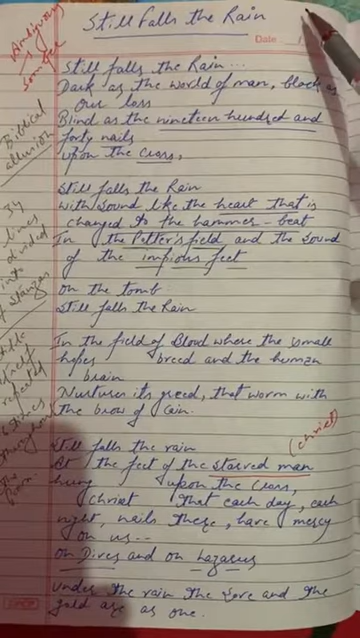 Still falls the Rain
Date
Ambiguous
Still falls the Rain...
Dark as the world of man, black as
our loss
Blind as the nineteen hundred and
forty nails
upon the Cross,
Biblical
allusion
Still falls the Rain
With sound like the heart that is
changed to the hammer-beat
In the Potter's field and the sound
of the impious feet
on the tomb:
Still falls the Rain
34
lines
divided
into
stanzas
In the field of Blood where the small
hopes breed and the human
brain
Nurtures its greed, that worm with
the brow of Cain.
repeated
(christ)
Still falls the rain
At the feet of the starved man
hung upon the Cross,
christ that each day, each
night, nails there, have mercy
on us--
on Dives and on Lazarus
under the rain the sore and the
gold are as one.
Poem